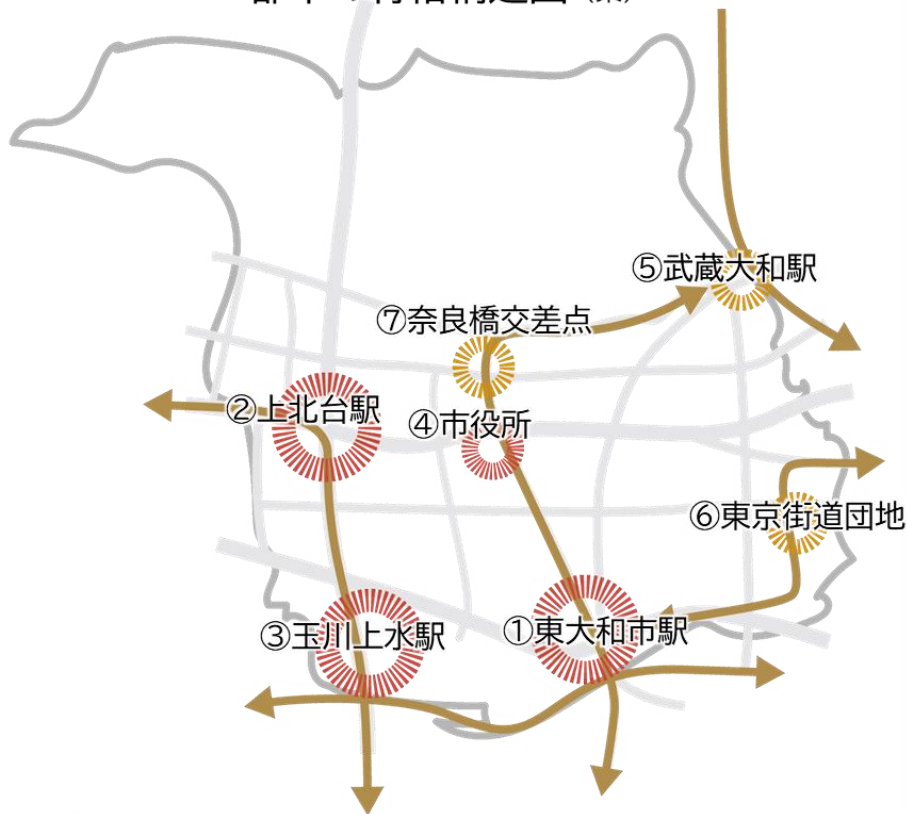 ⑤武蔵大和駅
⑦奈良橋交差点
②上北台駅
④市役所
⑥東京街道団地
③玉川上水駅
①東大和市駅